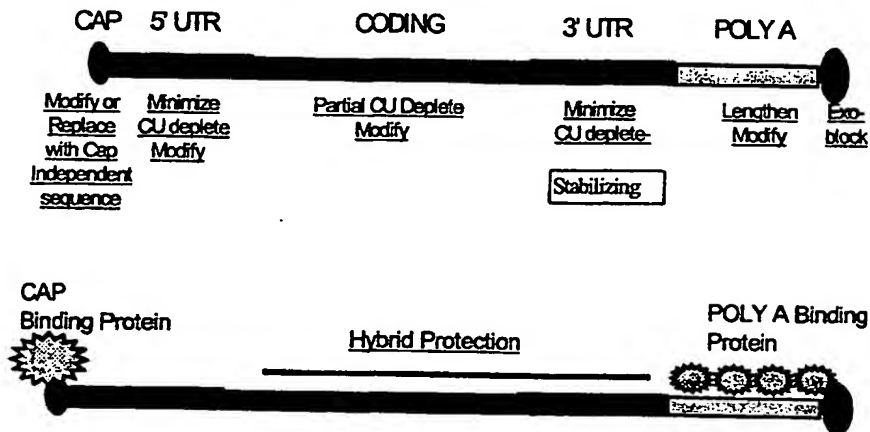 CAP 5' UTR CODING 3' UTR POLY A
Modify or
Replace
with Cap
Independent
sequence
Minimize
CU deplete
Modify
Partial CU Deplete
Modify
Minimize
CU deplete-
Stabilizing
Lengthen
Modify
Exo-
block
CAP
Binding Protein
Hybrid Protection
POLY A Binding
Protein